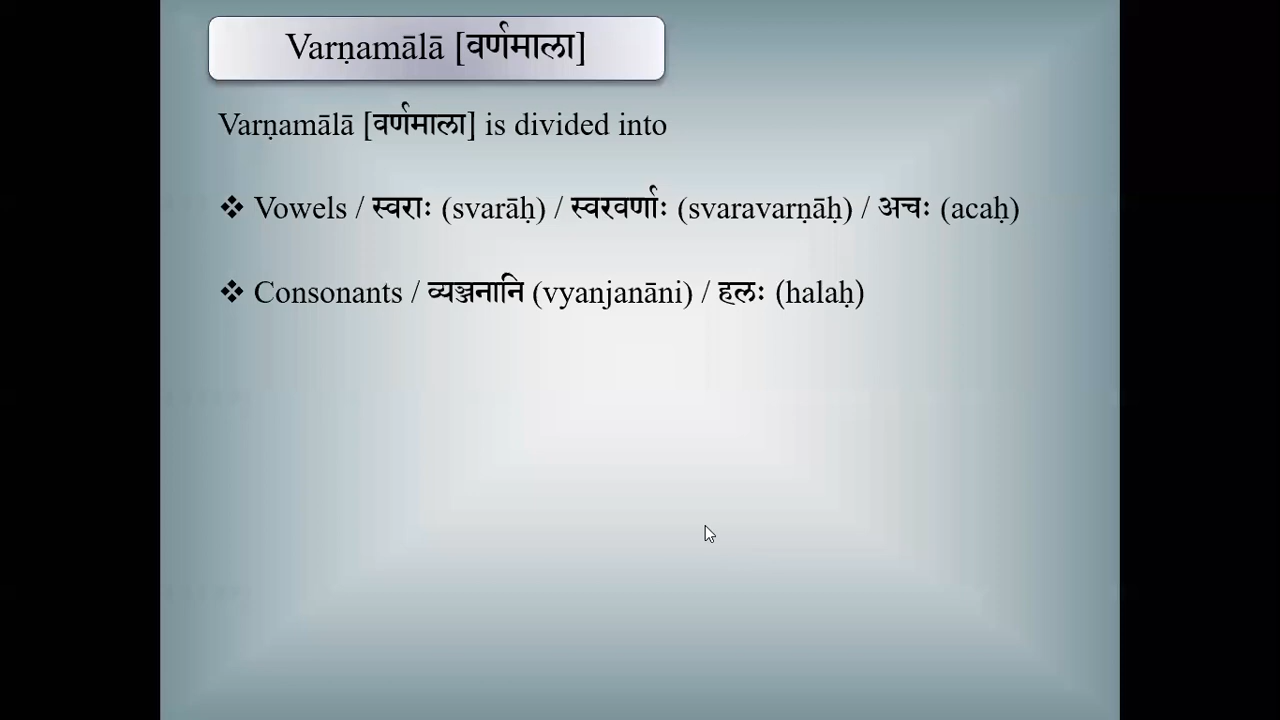 Varṇamālā [वर्णमाला]
Varṇamālā [वर्णमाला] is divided into
❖ Vowels / स्वराः (svarāḥ) / स्वरवर्णाः (svaravarṇāḥ) / अचः (acaḥ)
❖ Consonants / व्यञ्जनानि (vyanjanāni) / हलः (halaḥ)